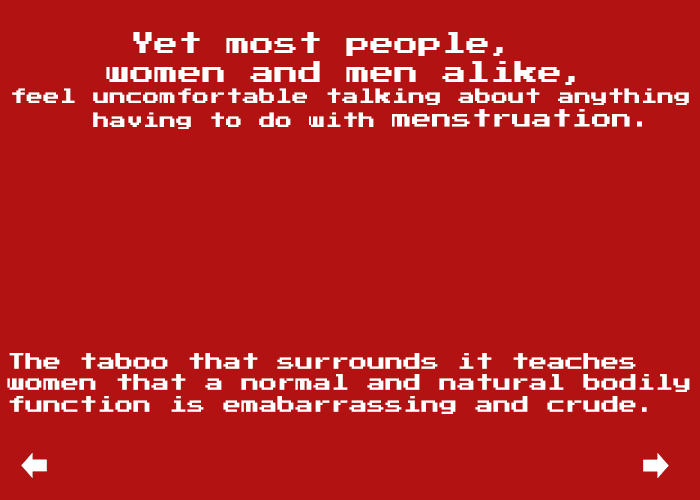 Yet most people,
women and men alike,
feel uncomfortable talking about anything
having to do with menstruation.
The taboo that surrounds it teaches
women that a normal and natural bodily
function is emabarrassing and crude.